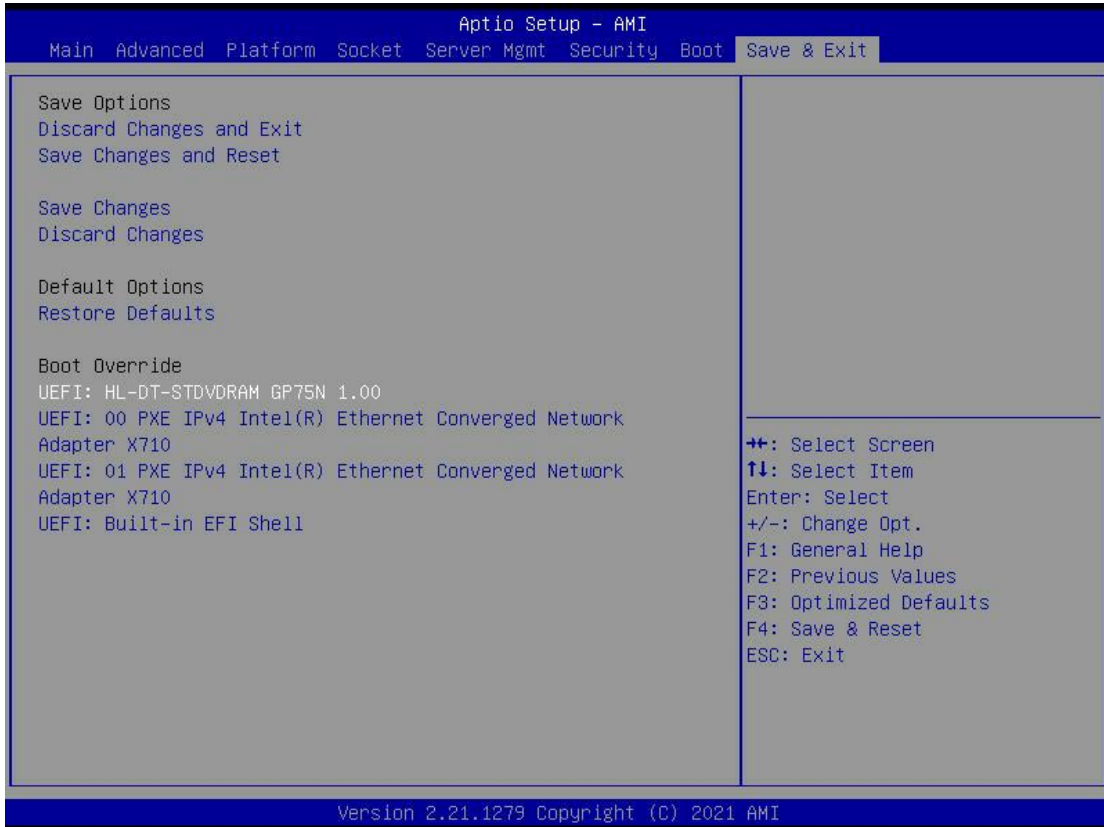 Aptio Setup – AMI
Main Advanced Platform Socket Server Mgmt Security Boot Save & Exit
Save Options
Discard Changes and Exit
Save Changes and Reset
Save Changes
Discard Changes
Default Options
Restore Defaults
Boot Override
UEFI: HL-DT-STDVDRAM GP75N 1.00
UEFI: 00 PXE IPv4 Intel(R) Ethernet Converged Network
Adapter X710
UEFI: 01 PXE IPv4 Intel(R) Ethernet Converged Network
Adapter X710
UEFI: Built-in EFI Shell
→←: Select Screen
↑↓: Select Item
Enter: Select
+/-: Change Opt.
F1: General Help
F2: Previous Values
F3: Optimized Defaults
F4: Save & Reset
ESC: Exit
Version 2.21.1279 Copyright (C) 2021 AMI